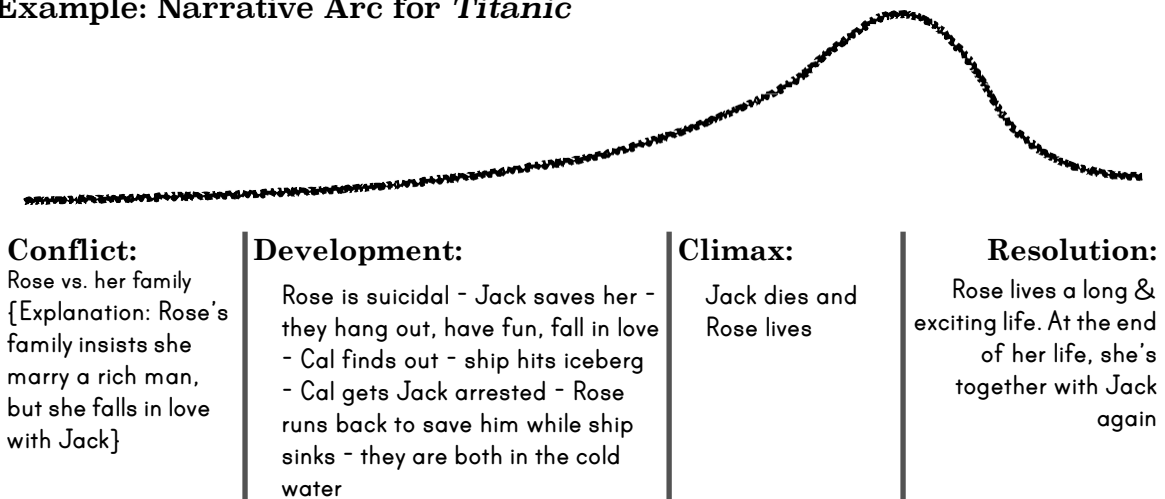 Example: Narrative Arc for Titanic
Conflict:
Rose vs. her family
{Explanation: Rose's
family insists she
marry a rich man,
but she falls in love
with Jack}
Development:
Rose is suicidal - Jack saves her -
they hang out, have fun, fall in love
- Cal finds out - ship hits iceberg
- Cal gets Jack arrested - Rose
runs back to save him while ship
sinks - they are both in the cold
water
Climax:
Jack dies and
Rose lives
Resolution:
Rose lives a long &
exciting life. At the end
of her life, she's
together with Jack
again